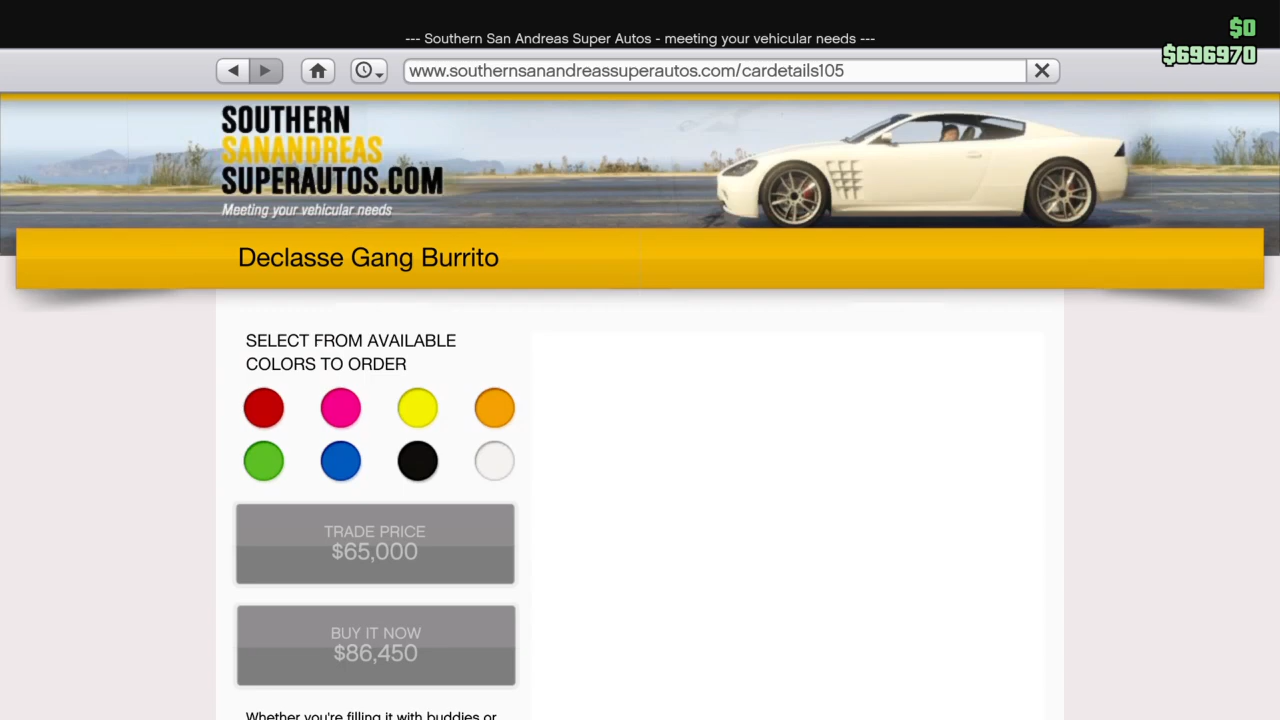 --- Southern San Andreas Super Autos - meeting your vehicular needs ---
$0
$696970
www.southernsanandreassuperautos.com/cardetails105
SOUTHERN
SANANDREAS
SUPERAUTOS.COM
Meeting your vehicular needs
Declasse Gang Burrito
SELECT FROM AVAILABLE
COLORS TO ORDER
TRADE PRICE
$65,000
BUY IT NOW
$86,450
Whether you're filling it with buddies or